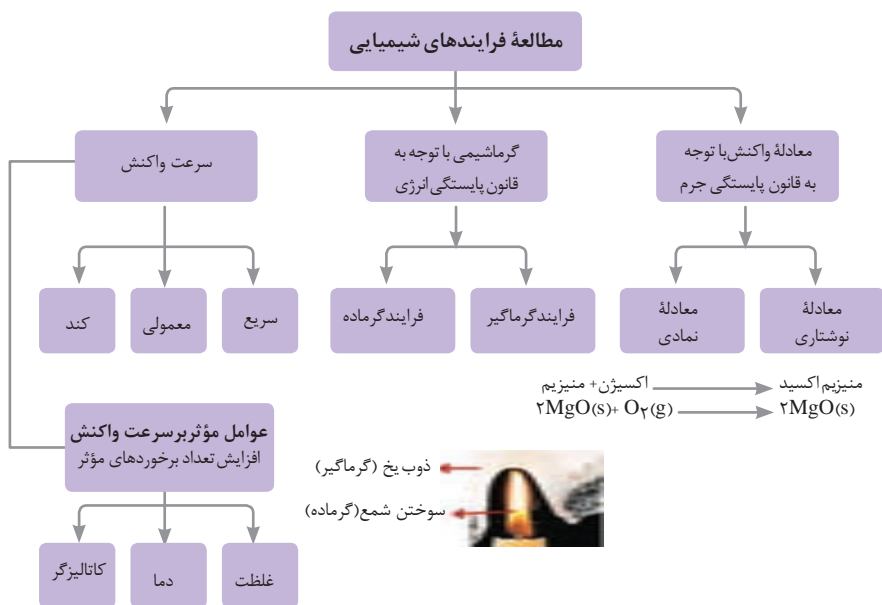 مطالعهٔ فرایندهای شیمیایی
معادلهٔ واکنش با توجه
به قانون پایستگی جرم
گرماشیمی با توجه به
قانون پایستگی انرژی
سرعت واکنش
معادلهٔ
نوشتاری
معادلهٔ
نمادی
فرایند گرماگیر
فرایند گرماده
سریع
معمولی
کند
منیزیم اکسید ⟵ اکسیژن + منیزیم
۲MgO(s)+ O۲(g) ⟶ ۲MgO(s)
عوامل مؤثر بر سرعت واکنش
افزایش تعداد برخوردهای مؤثر
ذوب یخ (گرماگیر)
سوختن شمع (گرماده)
غلظت
دما
کاتالیزگر